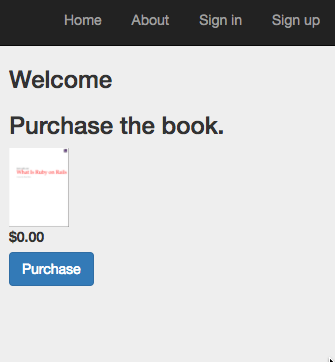 Home About Sign in Sign up
Welcome
Purchase the book.
What is Ruby on Rails
$0.00
Purchase